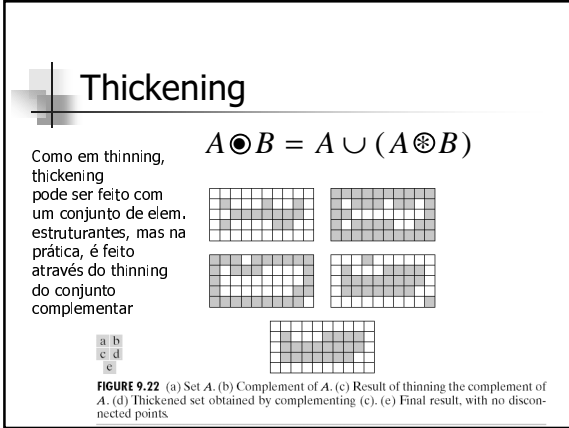 Thickening
A ⦿ B = A ∪ (A ⊛ B)
Como em thinning,
thickening
pode ser feito com
um conjunto de elem.
estruturantes, mas na
prática, é feito
através do thinning
do conjunto
complementar
a b
c d
e
FIGURE 9.22 (a) Set A. (b) Complement of A. (c) Result of thinning the complement of
A. (d) Thickened set obtained by complementing (c). (e) Final result, with no discon-
nected points.